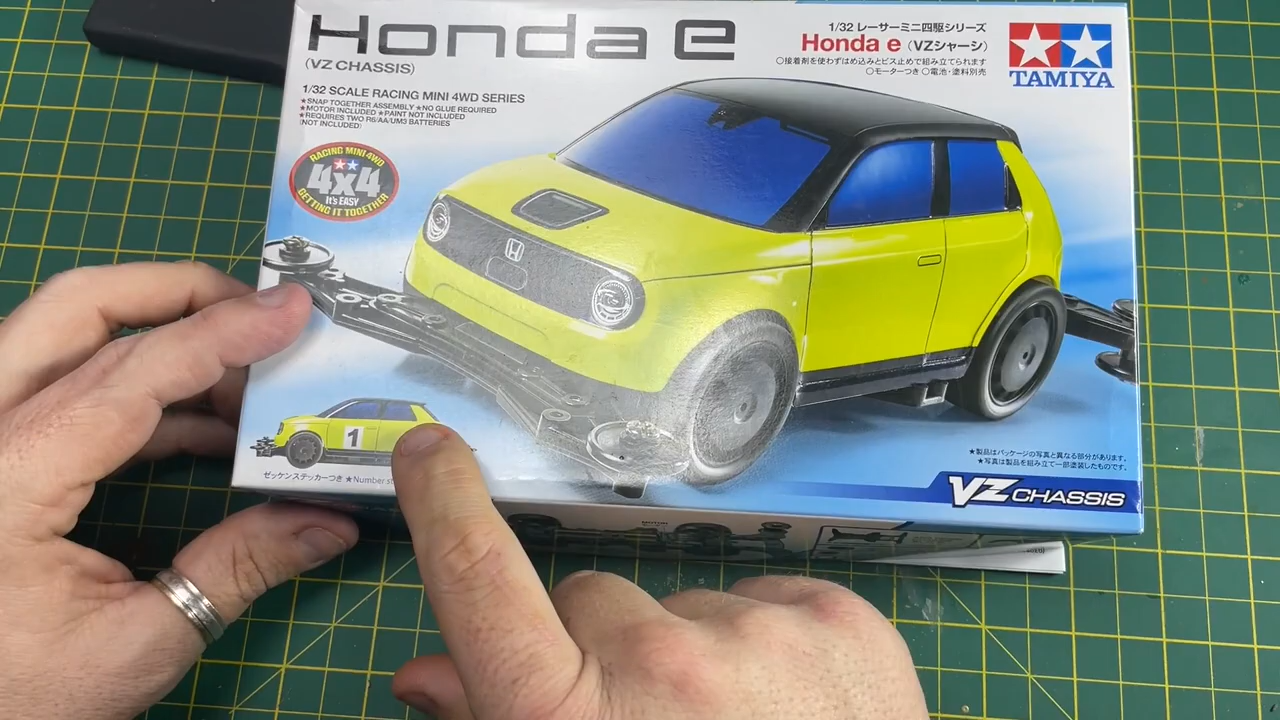 Honda e
(VZ CHASSIS)
1/32 SCALE RACING MINI 4WD SERIES
★SNAP TOGETHER ASSEMBLY ★NO GLUE REQUIRED
★MOTOR INCLUDED ★PAINT NOT INCLUDED
★REQUIRES TWO R6/AA/UM3 BATTERIES
(NOT INCLUDED)
1/32 レーサーミニ四駆シリーズ
Honda e (VZシャーシ)
○接着剤を使わずはめ込みとビス止めで組み立てられます
○モーターつき ○電池・塗料別売
TAMIYA
RACING MINI 4WD
4x4
It's EASY
GETTING IT TOGETHER
H
1
ゼッケンステッカーつき ★Number
★製品はパッケージの写真と異なる部分があります。
★写真は製品を組み立て一部塗装したものです。
VZ CHASSIS